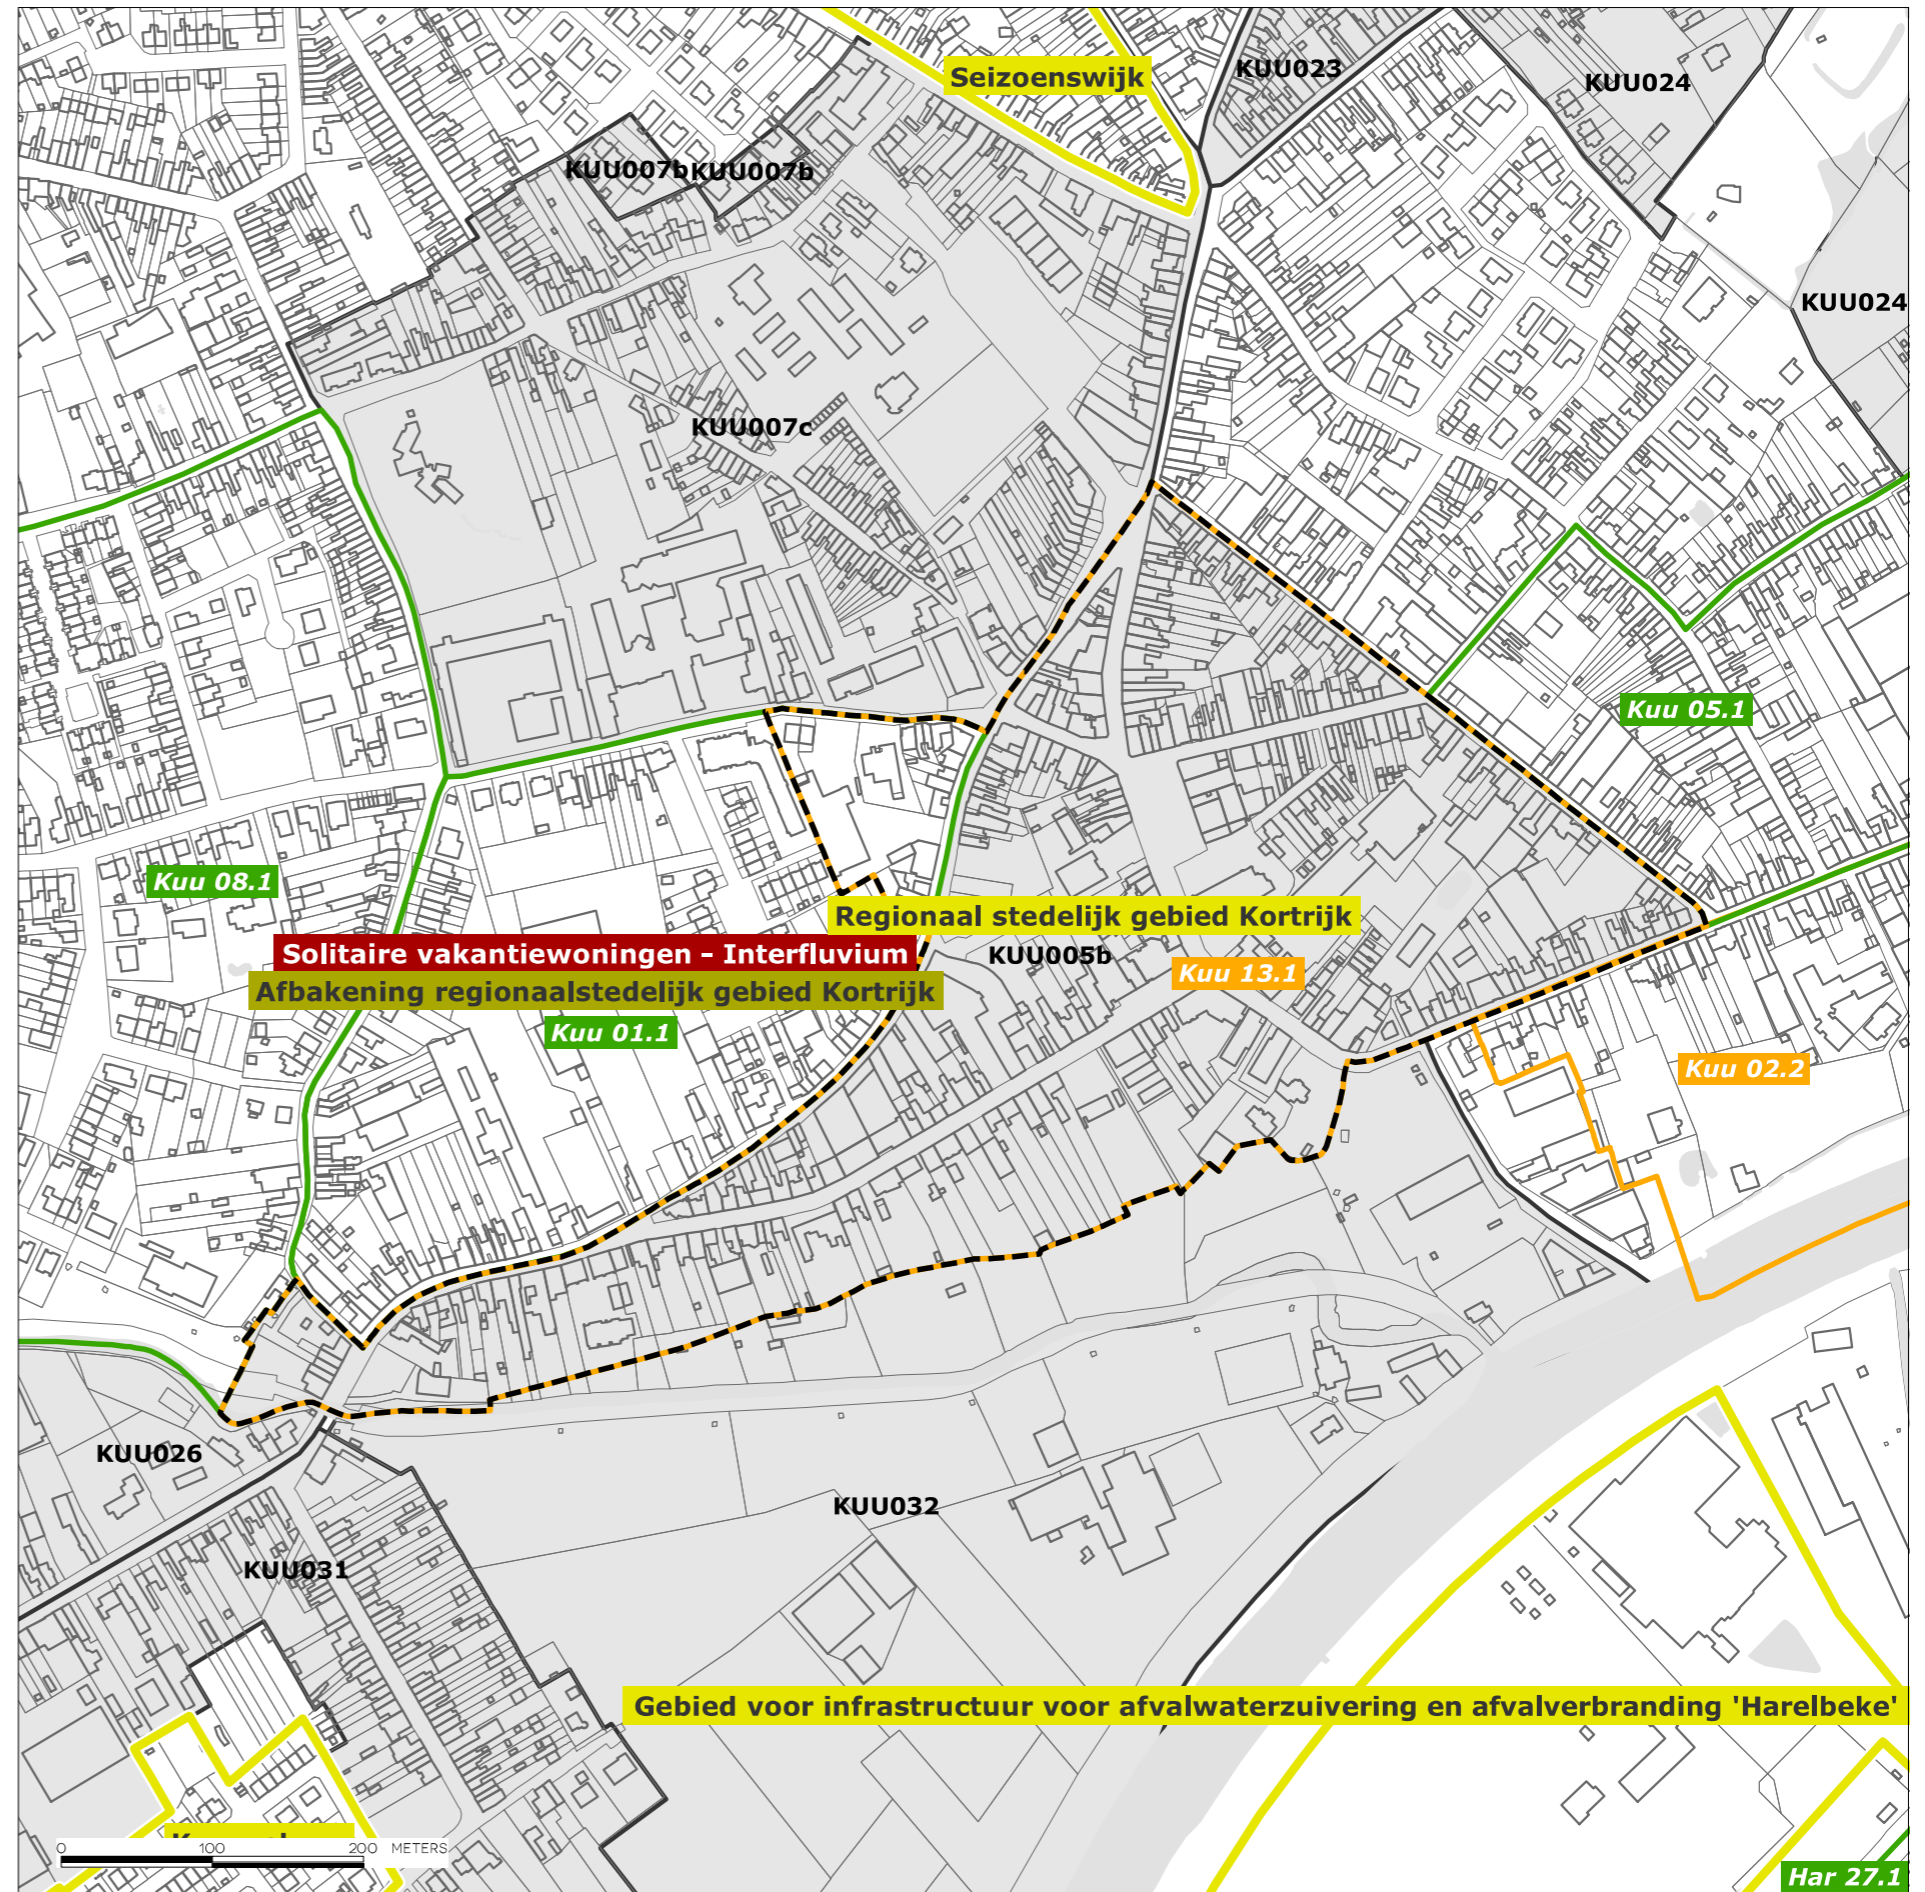 Seizoenswijk
KUU023
KUU024
KUU007b
KUU007b
KUU024
KUU007c
Kuu 05.1
Kuu 08.1
Regionaal stedelijk gebied Kortrijk
Solitaire vakantiewoningen - Interfluvium
KUU005b
Kuu 13.1
Afbakening regionaalstedelijk gebied Kortrijk
Kuu 01.1
Kuu 02.2
KUU026
KUU032
KUU031
Gebied voor infrastructuur voor afvalwaterzuivering en afvalverbranding 'Harelbeke'
0 100 200 METERS
Har 27.1